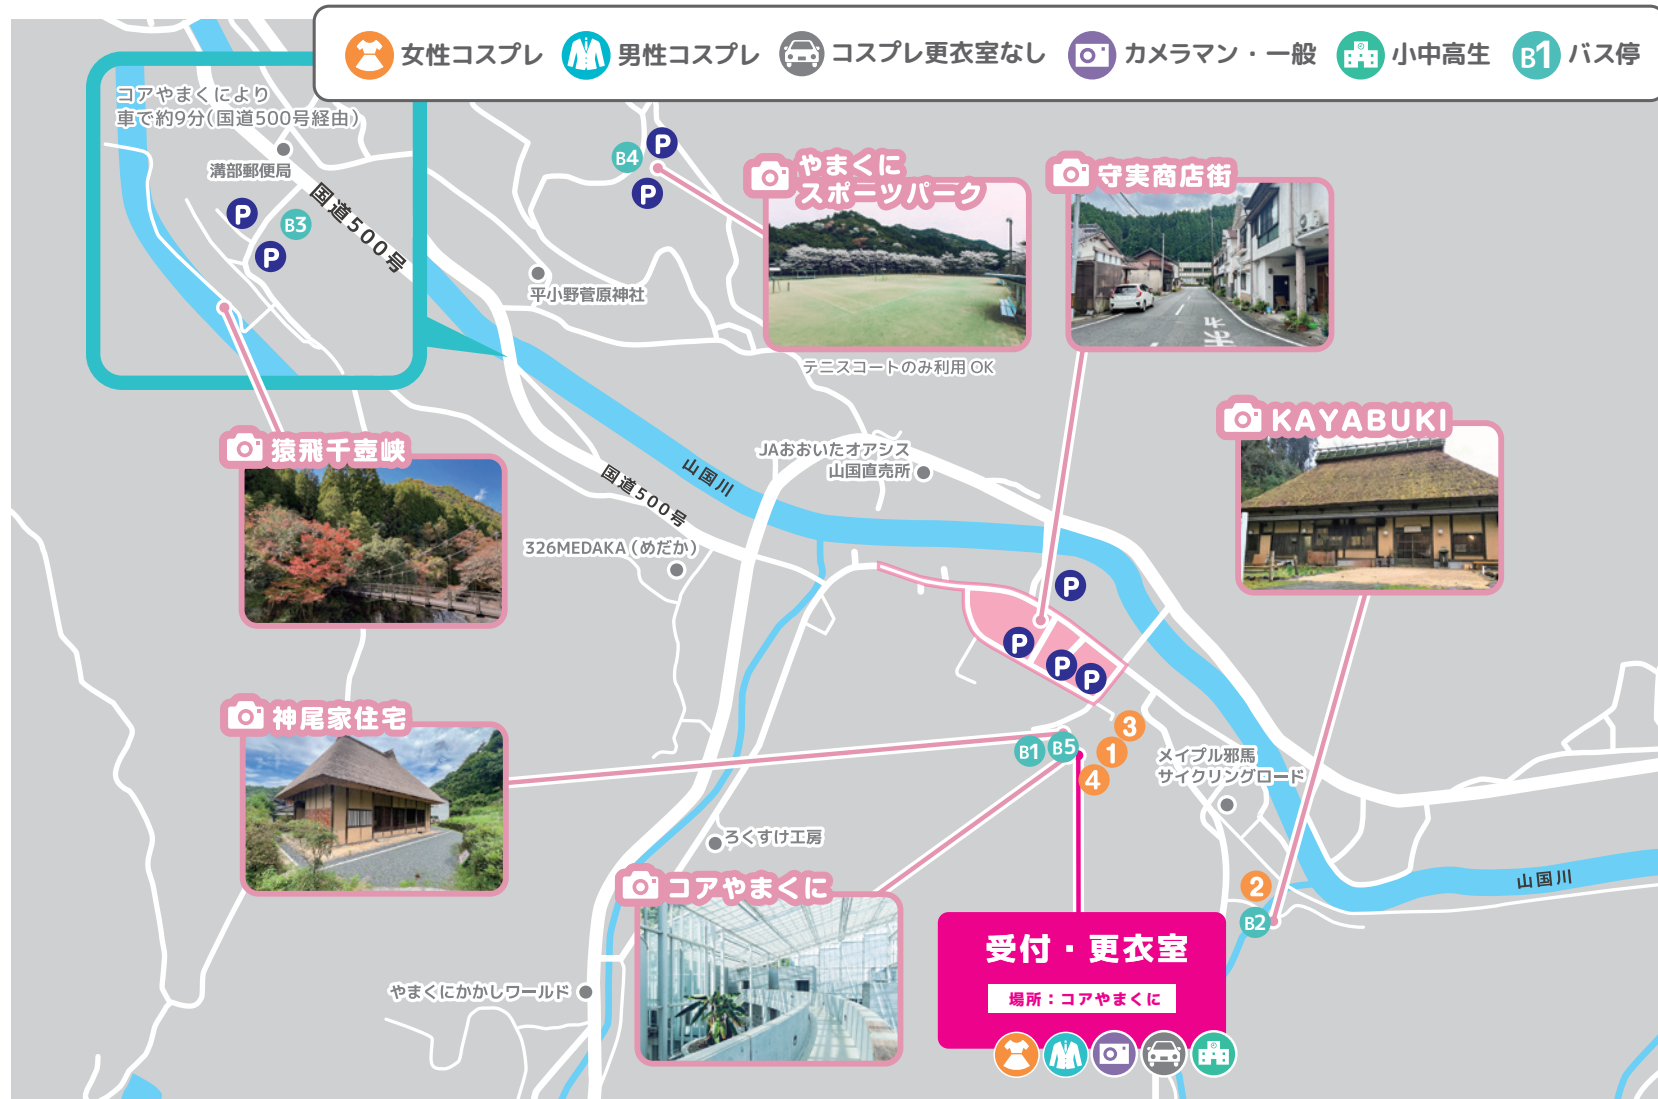 女性コスプレ
男性コスプレ
コスプレ更衣室なし
カメラマン・一般
小中高生
B1 バス停
コアやまくにより
車で約9分(国道500号経由)
溝部郵便局
国道500号
P
B3
P
B4
P
P
平小野菅原神社
やまくに
スポーツパーク
テニスコートのみ利用 OK
守実商店街
KAYABUKI
猿飛千壺峡
JAおおいたオアシス
山国直売所
山国川
国道500号
326MEDAKA(めだか)
P
P
P
P
神尾家住宅
B1
B5
3
1
4
メイプル耶馬
サイクリングロード
ろくすけ工房
コアやまくに
2
B2
山国川
やまくにかかしワールド
受付・更衣室
場所:コアやまくに